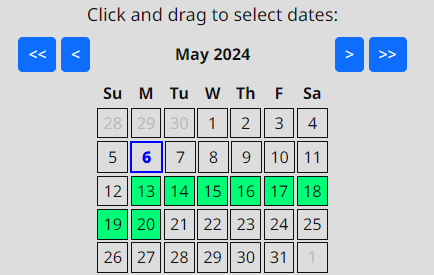 Click and drag to select dates:
<< < May 2024 > >>
Su M Tu W Th F Sa
28 29 30 1 2 3 4
5 6 7 8 9 10 11
12 13 14 15 16 17 18
19 20 21 22 23 24 25
26 27 28 29 30 31 1